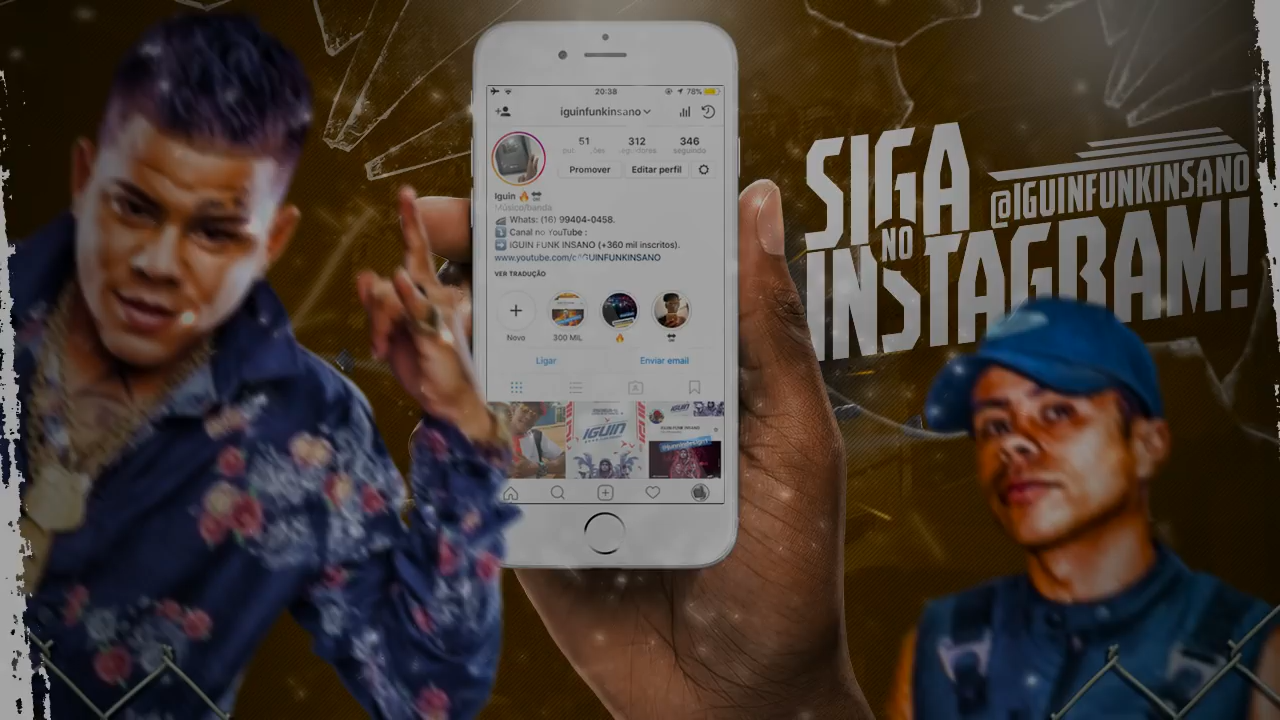 20:38
78%
iguinfunkinsano
51
312
346
seguindo
Promover
Editar perfil
Iguin 🔥
Músico/banda
Whats: (16) 99404-0458.
Canal no YouTube :
IGUIN FUNK INSANO (+360 mil inscritos).
www.youtube.com/c/IGUINFUNKINSANO
VER TRADUÇÃO
Novo
300 MIL
Ligar
Enviar email
IGUIN
SIGA
@IGUINFUNKINSANO
NO
INSTAGRAM!